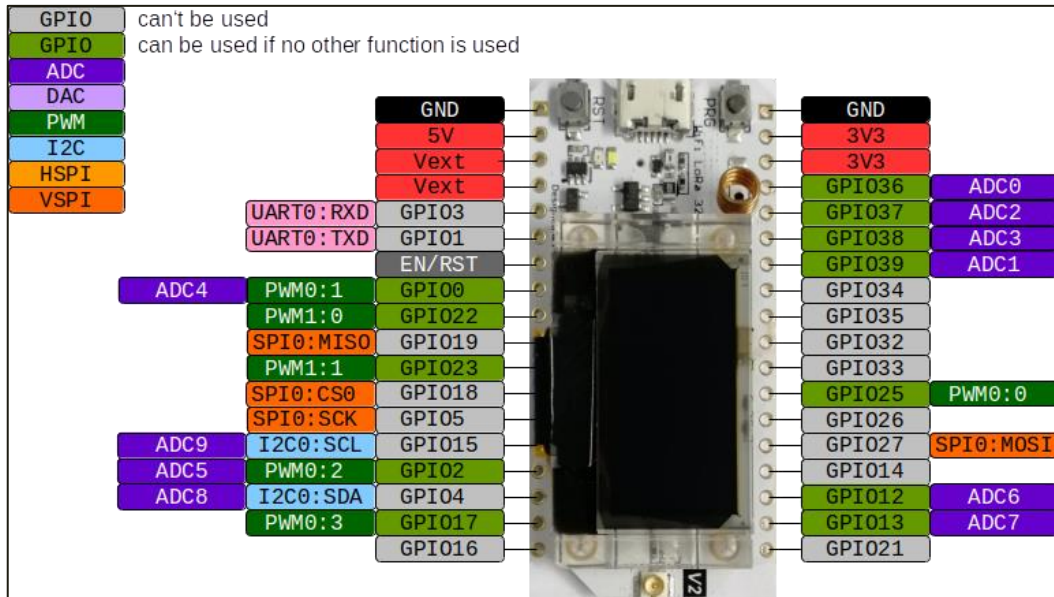 GPIO can't be used
GPIO can be used if no other function is used
ADC
DAC
PWM
I2C
HSPI
VSPI
GND
5V
Vext
Vext
UART0:RXD GPIO3
UART0:TXD GPIO1
EN/RST
ADC4 PWM0:1 GPIO0
PWM1:0 GPIO22
SPI0:MISO GPIO19
PWM1:1 GPIO23
SPI0:CS0 GPIO18
SPI0:SCK GPIO5
ADC9 I2C0:SCL GPIO15
ADC5 PWM0:2 GPIO2
ADC8 I2C0:SDA GPIO4
PWM0:3 GPIO17
GPIO16
RST
PRG
WiFi LoRa 32
V2
GND
3V3
3V3
GPIO36 ADC0
GPIO37 ADC2
GPIO38 ADC3
GPIO39 ADC1
GPIO34
GPIO35
GPIO32
GPIO33
GPIO25 PWM0:0
GPIO26
GPIO27 SPI0:MOSI
GPIO14
GPIO12 ADC6
GPIO13 ADC7
GPIO21